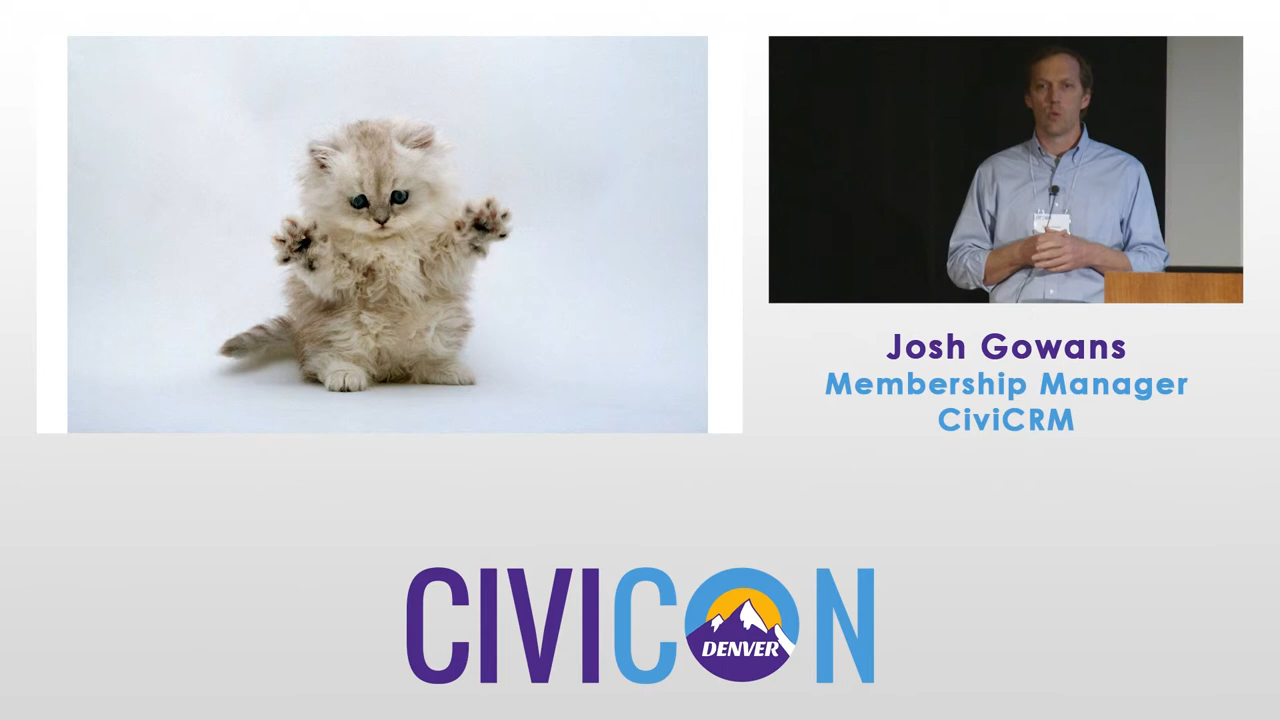 Josh Gowans
Membership Manager
CiviCRM
CIVICON
DENVER